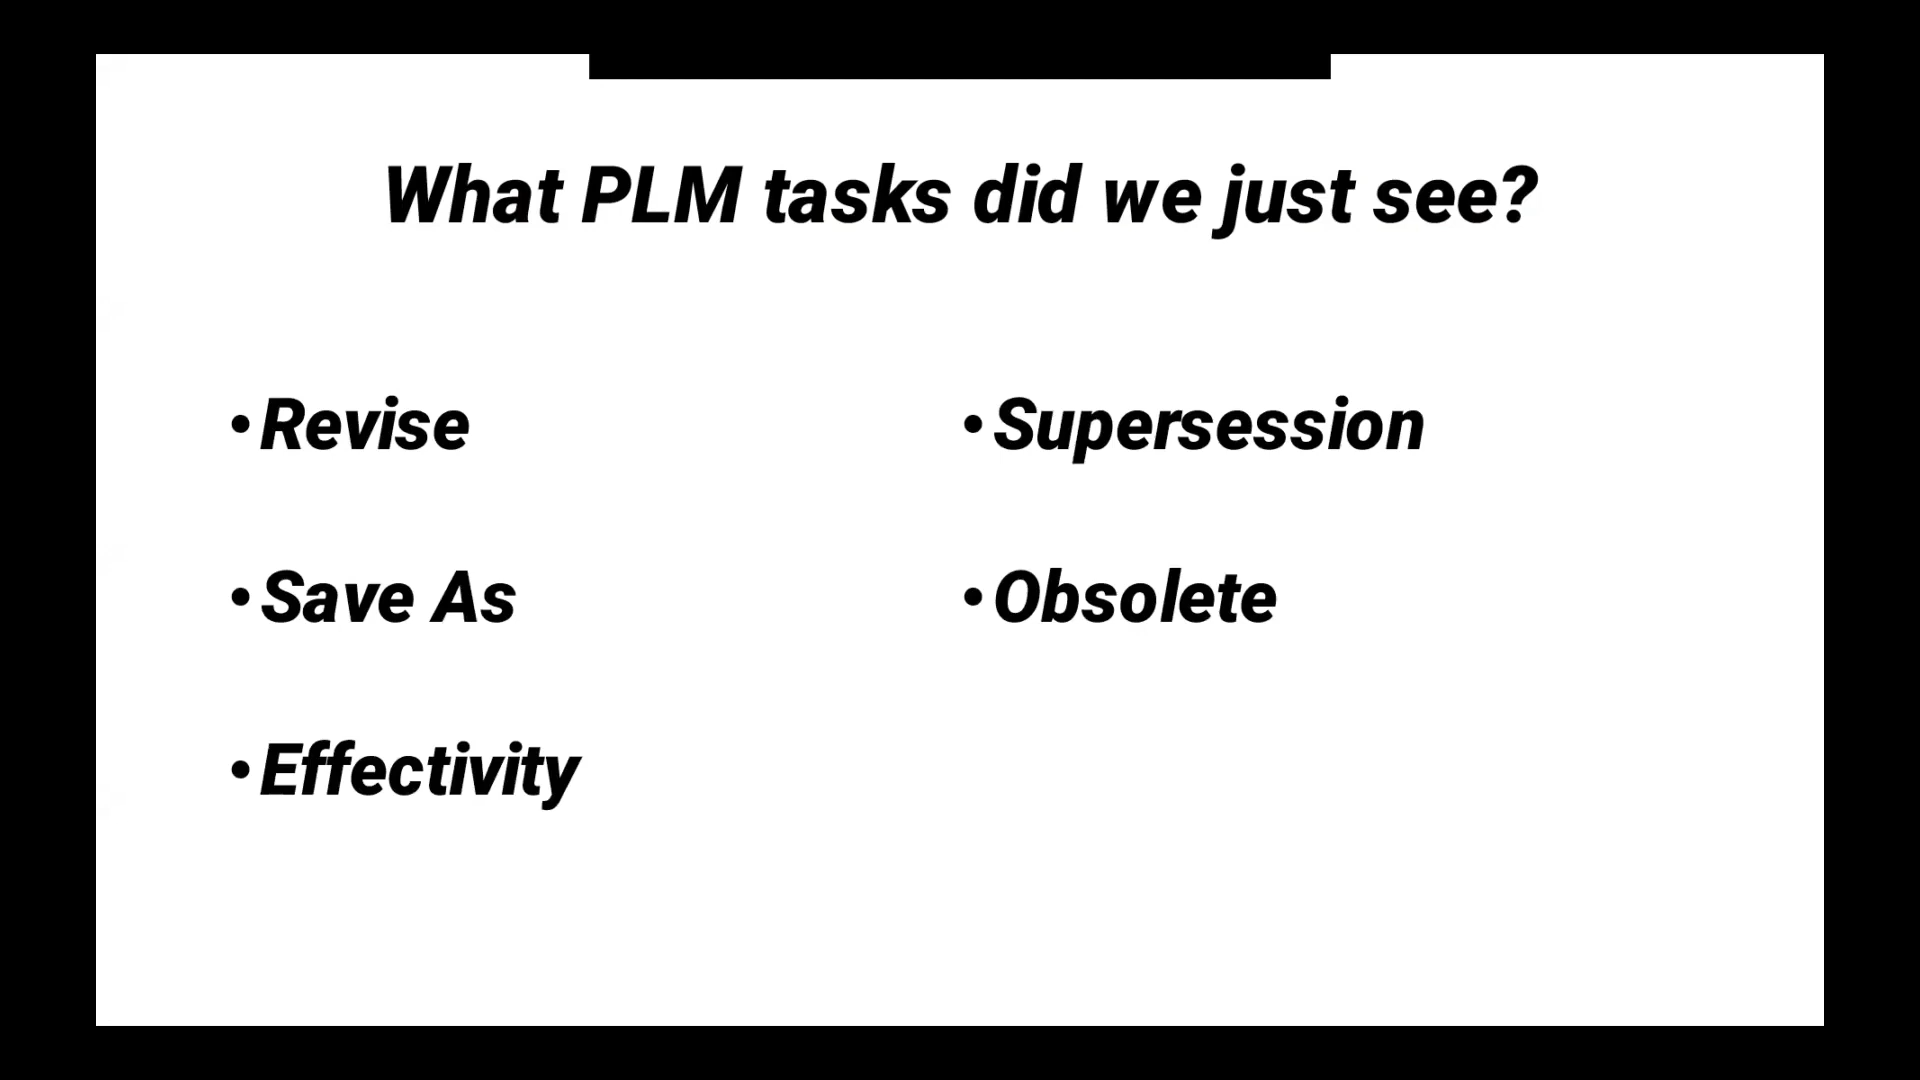 What PLM tasks did we just see?
• Revise
• Save As
• Effectivity
• Supersession
• Obsolete